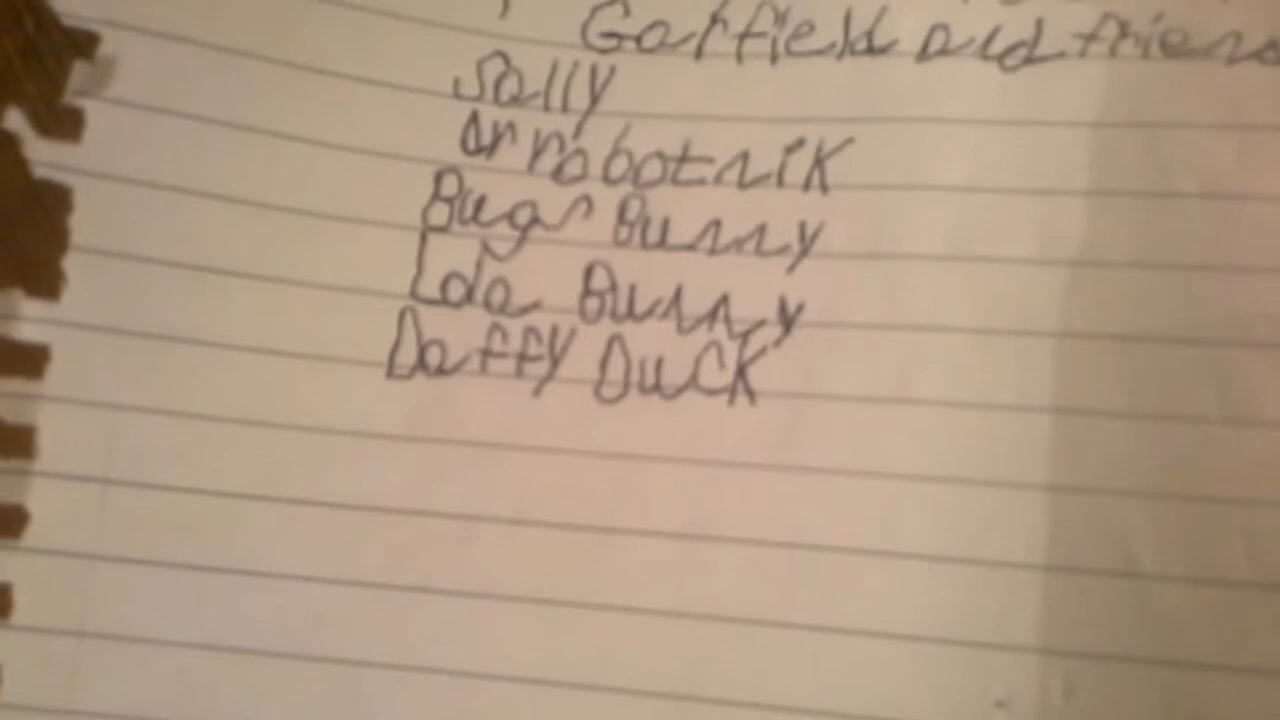 Garfield and friend
Sally
dr robotnik
Bugs Bunny
Lola Bunny
Daffy Duck